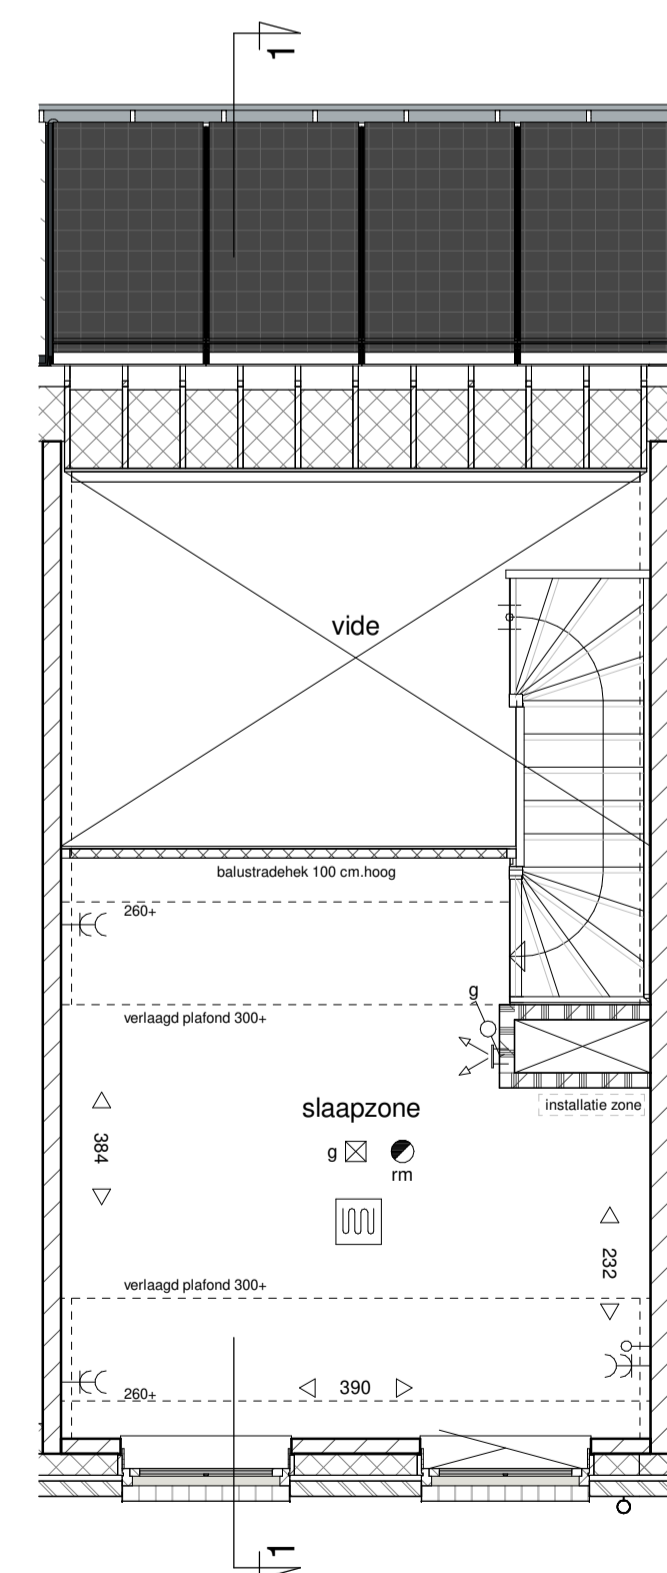 1
vide
balustradehek 100 cm.hoog
260+
verlaagd plafond 300+
g
installatie zone
slaapzone
g
rm
384
232
verlaagd plafond 300+
260+
390
1